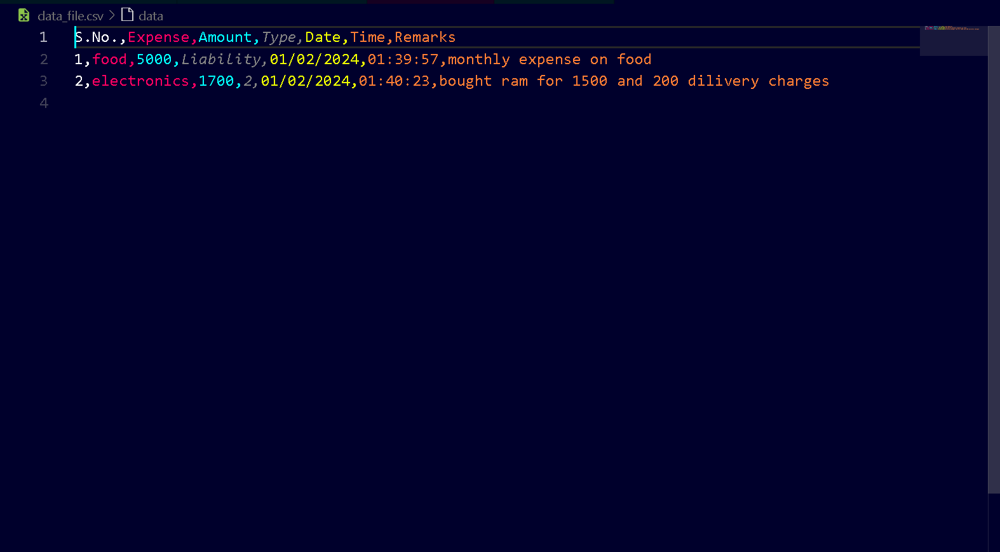 data_file.csv > data
1 S.No.,Expense,Amount,Type,Date,Time,Remarks
2 1,food,5000,Liability,01/02/2024,01:39:57,monthly expense on food
3 2,electronics,1700,2,01/02/2024,01:40:23,bought ram for 1500 and 200 dilivery charges
4